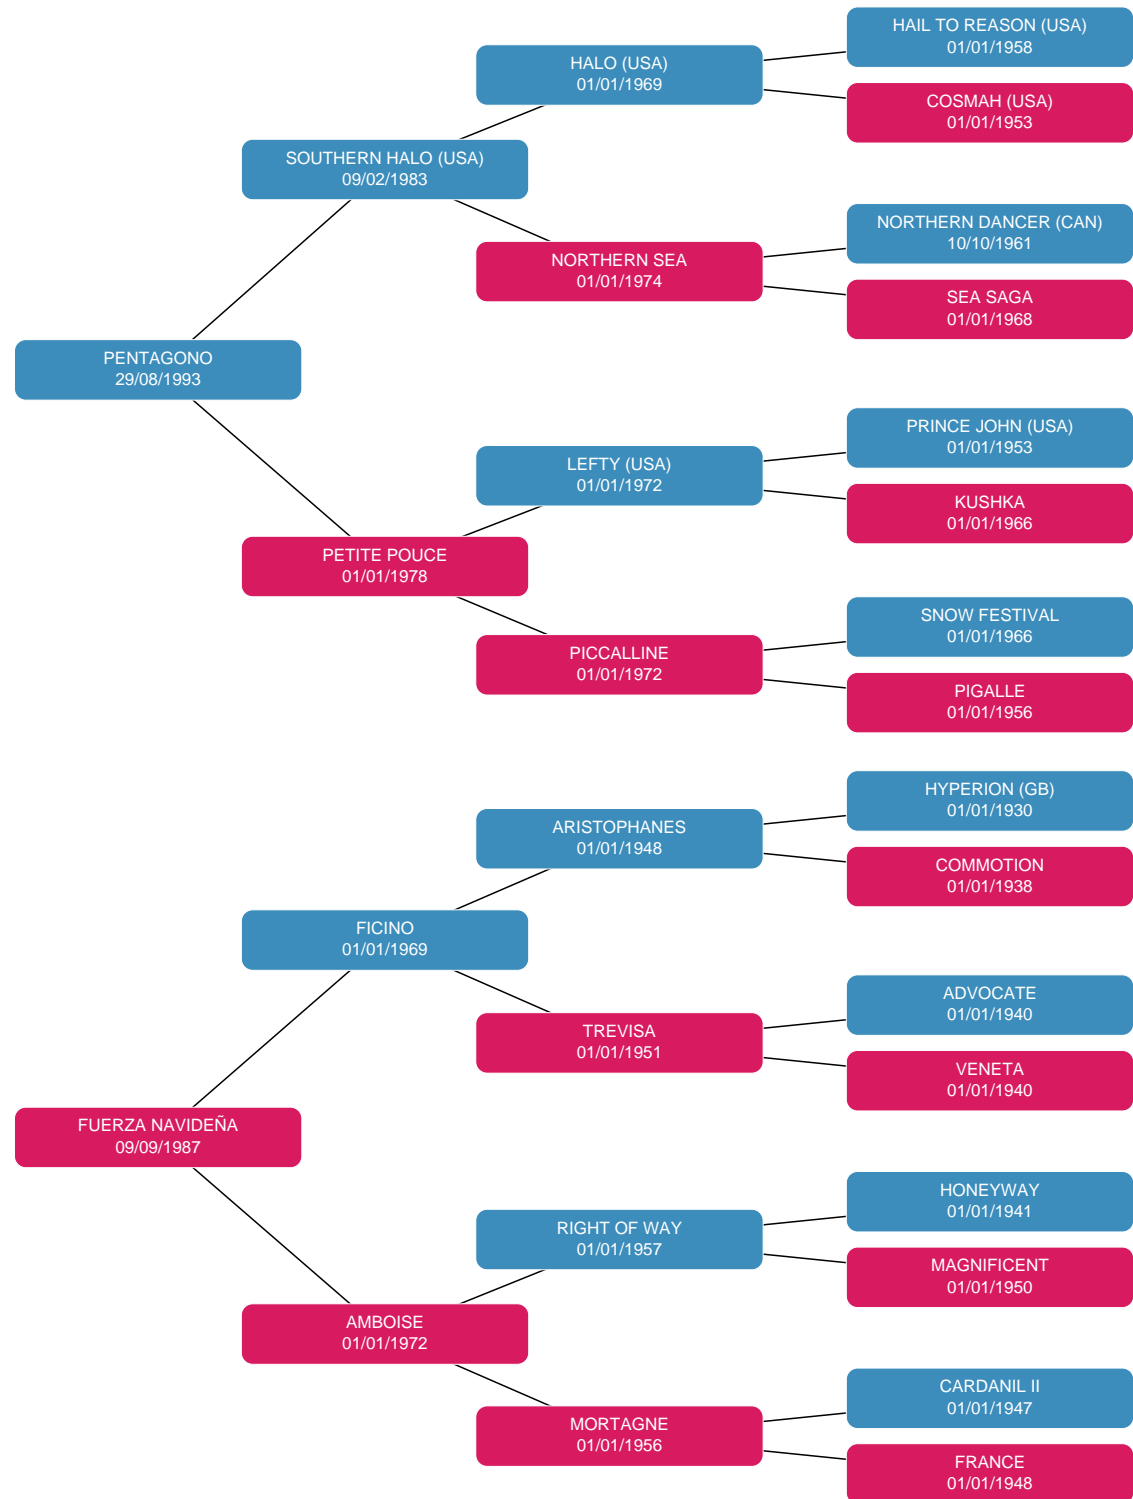 HAIL TO REASON (USA)
01/01/1958
HALO (USA)
01/01/1969
COSMAH (USA)
01/01/1953
SOUTHERN HALO (USA)
09/02/1983
NORTHERN DANCER (CAN)
10/10/1961
NORTHERN SEA
01/01/1974
SEA SAGA
01/01/1968
PENTAGONO
29/08/1993
PRINCE JOHN (USA)
01/01/1953
LEFTY (USA)
01/01/1972
KUSHKA
01/01/1966
PETITE POUCE
01/01/1978
SNOW FESTIVAL
01/01/1966
PICCALLINE
01/01/1972
PIGALLE
01/01/1956
HYPERION (GB)
01/01/1930
ARISTOPHANES
01/01/1948
COMMOTION
01/01/1938
FICINO
01/01/1969
ADVOCATE
01/01/1940
TREVISA
01/01/1951
VENETA
01/01/1940
FUERZA NAVIDEÑA
09/09/1987
HONEYWAY
01/01/1941
RIGHT OF WAY
01/01/1957
MAGNIFICENT
01/01/1950
AMBOISE
01/01/1972
CARDANIL II
01/01/1947
MORTAGNE
01/01/1956
FRANCE
01/01/1948